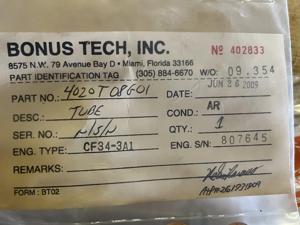 BONUS TECH, INC. No 402833
8575 N.W. 79 Avenue Bay D • Miami, Florida 33166
PART IDENTIFICATION TAG (305) 884-6670 W/O: 09.354
PART NO.: 4020T08G01 DATE: JUN 26 2009
DESC.: TUBE COND: AR
SER. NO.: N/S/N QTY.: 1
ENG. TYPE: CF34-3A1 ENG. S/N: 807645
REMARKS:
FORM: BT02